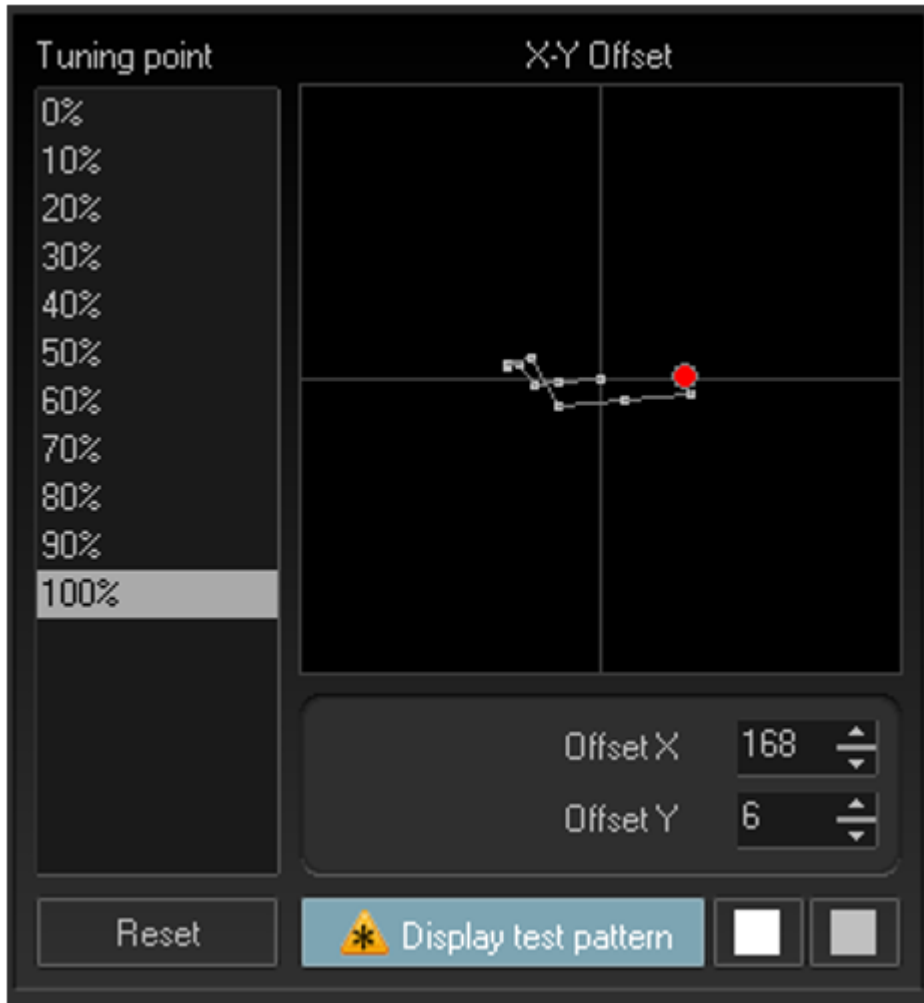 Tuning point
X-Y Offset
0%
10%
20%
30%
40%
50%
60%
70%
80%
90%
100%
Offset X 168
Offset Y 6
Reset
Display test pattern